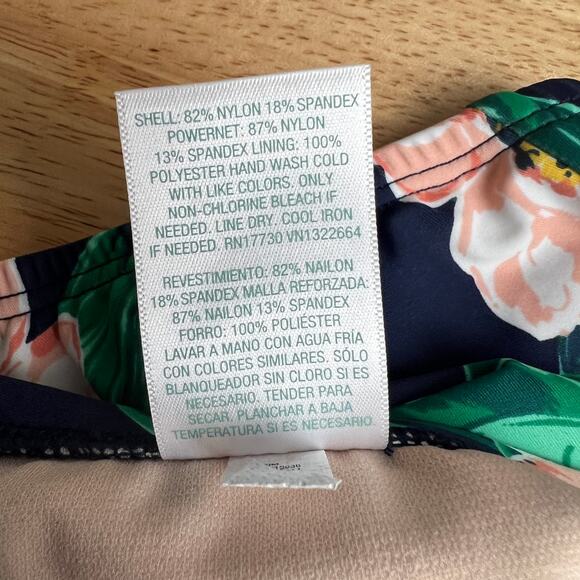 SHELL: 82% NYLON 18% SPANDEX
POWERNET: 87% NYLON
13% SPANDEX LINING: 100%
POLYESTER HAND WASH COLD
WITH LIKE COLORS. ONLY
NON-CHLORINE BLEACH IF
NEEDED. LINE DRY. COOL IRON
IF NEEDED. RN17730 VN1322664
REVESTIMIENTO: 82% NAILON
18% SPANDEX MALLA REFORZADA:
87% NAILON 13% SPANDEX
FORRO: 100% POLIÉSTER
LAVAR A MANO CON AGUA FRÍA
CON COLORES SIMILARES. SÓLO
BLANQUEADOR SIN CLORO SI ES
NECESARIO. TENDER PARA
SECAR. PLANCHAR A BAJA
TEMPERATURA SI ES NECESARIO